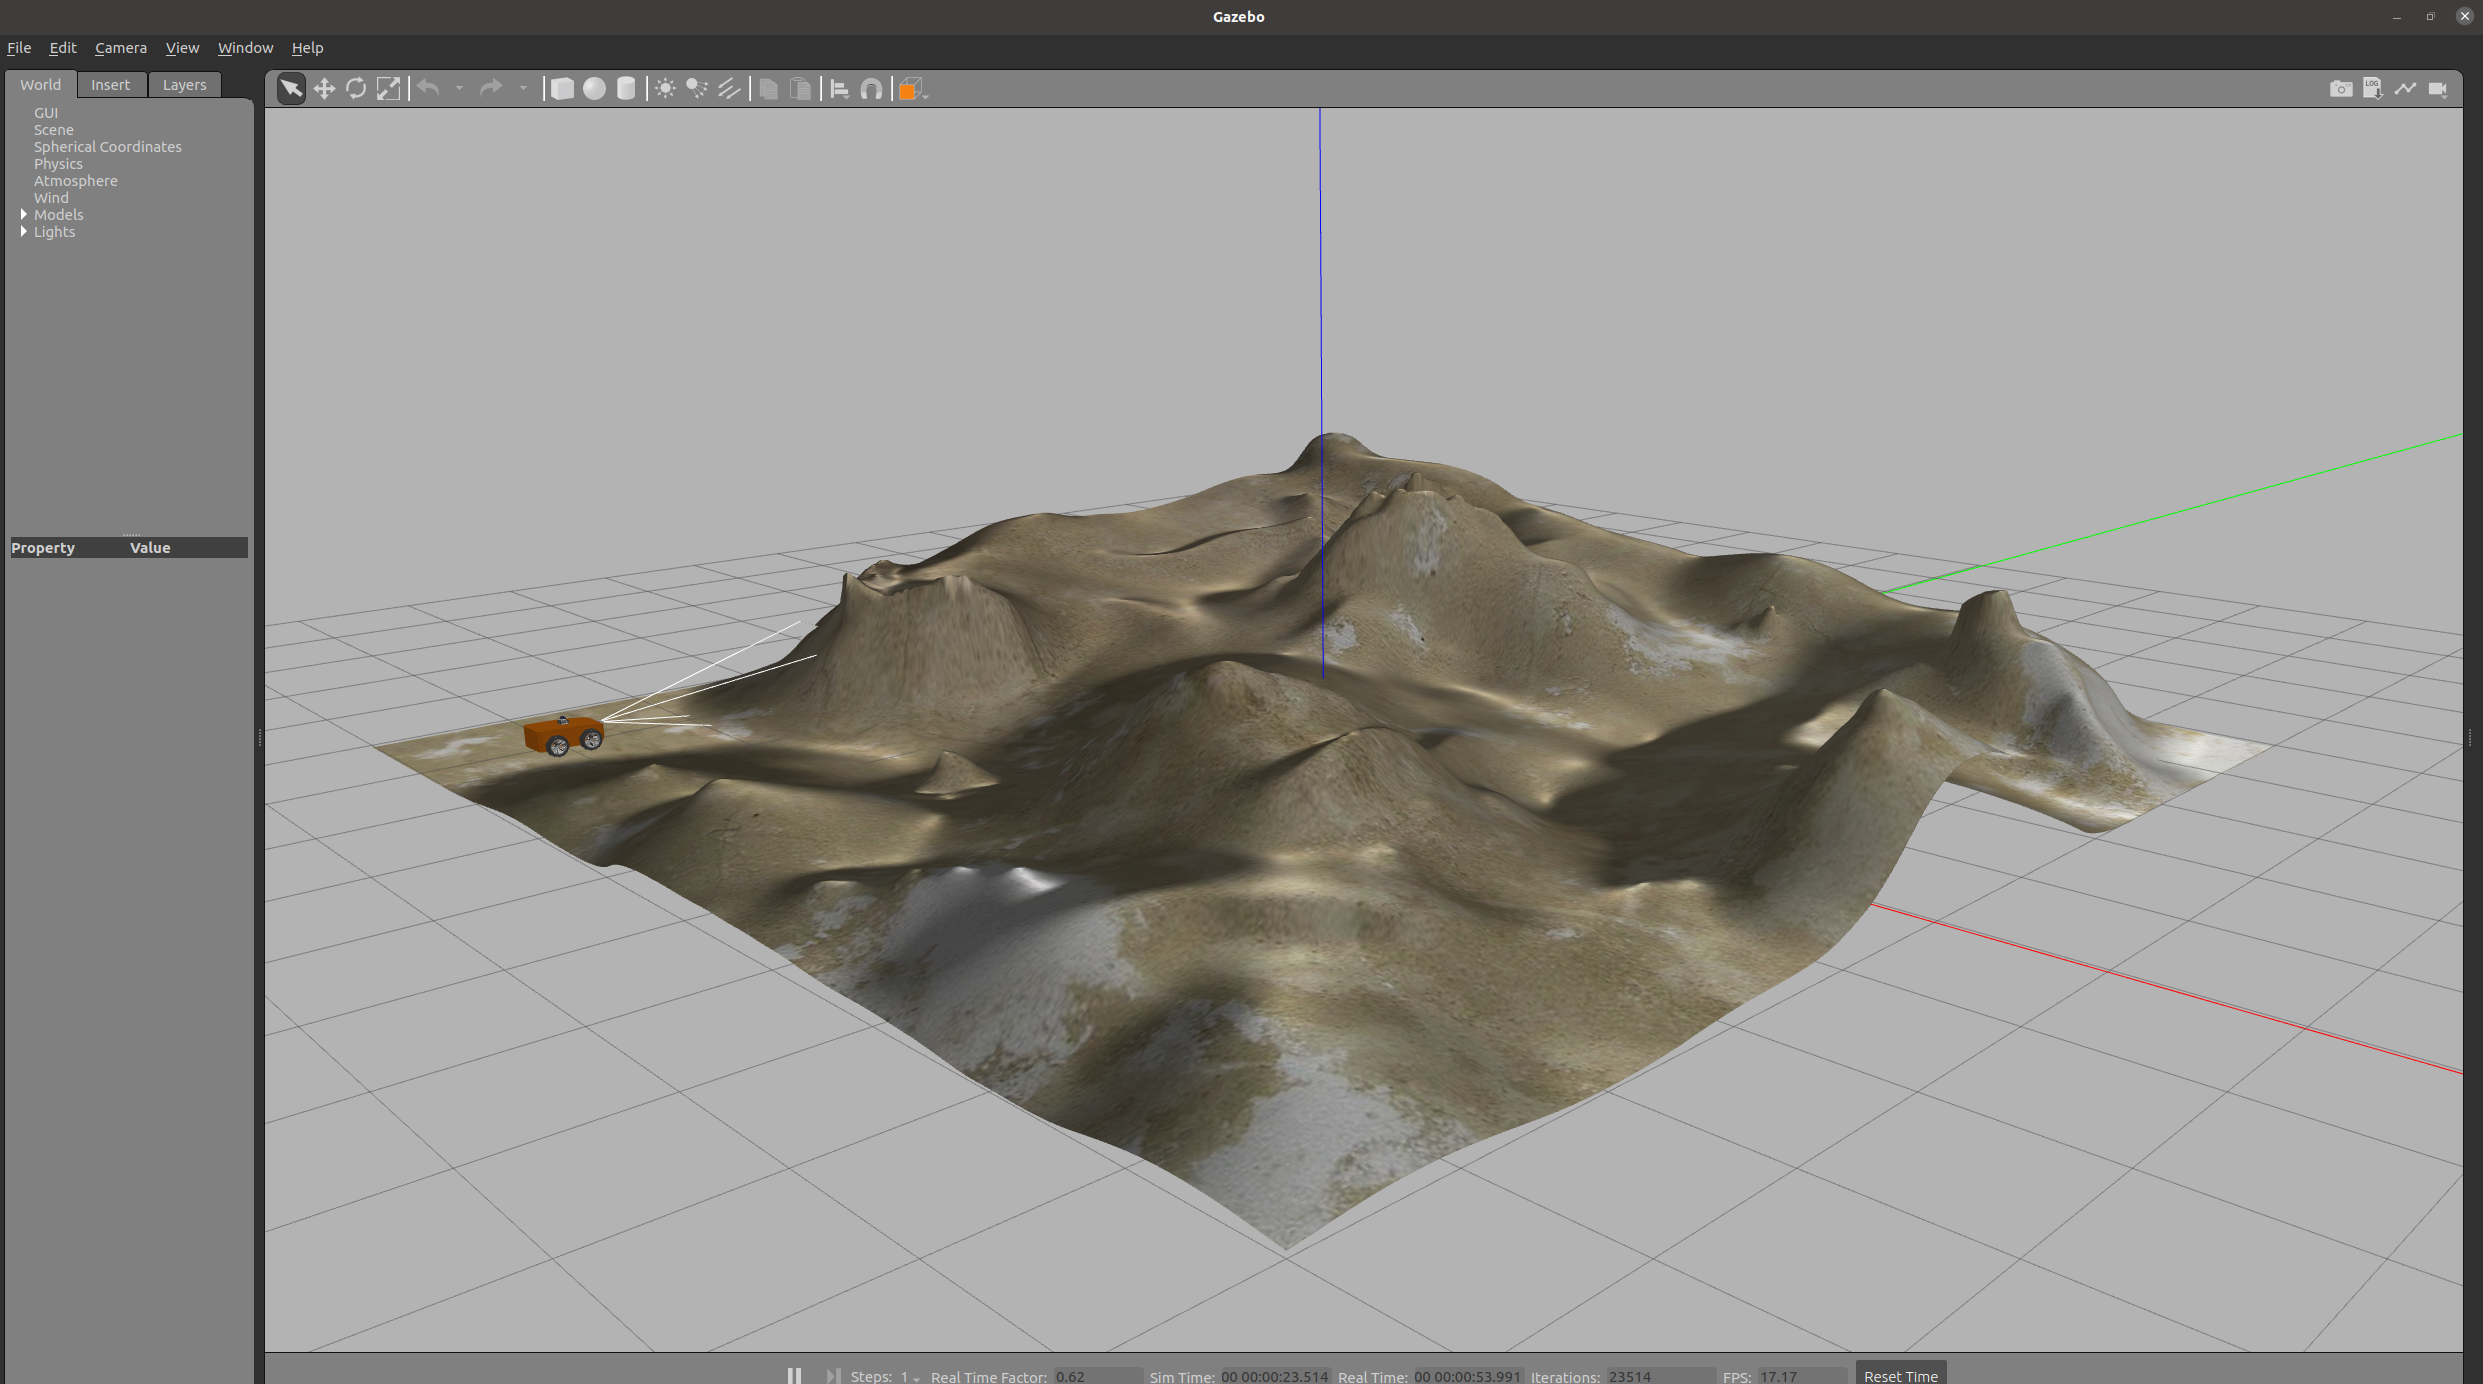 Gazebo
File Edit Camera View Window Help
World Insert Layers
GUI
Scene
Spherical Coordinates
Physics
Atmosphere
Wind
Models
Lights
Property Value
LOG
Steps: 1 Real Time Factor: 0.62 Sim Time: 00 00:00:23.514 Real Time: 00 00:00:53.991 Iterations: 23514 FPS: 17.17 Reset Time